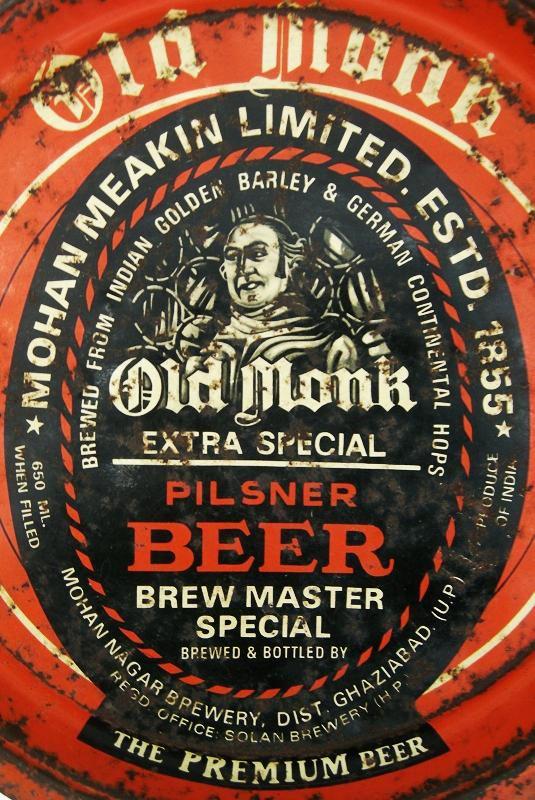 Old Monk
MOHAN MEAKIN LIMITED. ESTD. 1855
BREWED FROM INDIAN GOLDEN BARLEY & GERMAN CONTINENTAL HOPS
Old Monk
EXTRA SPECIAL
PILSNER
BEER
BREW MASTER
SPECIAL
BREWED & BOTTLED BY
MOHAN NAGAR BREWERY, DIST. GHAZIABAD. (U.P.)
REGD. OFFICE: SOLAN BREWERY (H.P.
650 ML.
WHEN FILLED
PRODUCE
OF INDIA
THE PREMIUM BEER